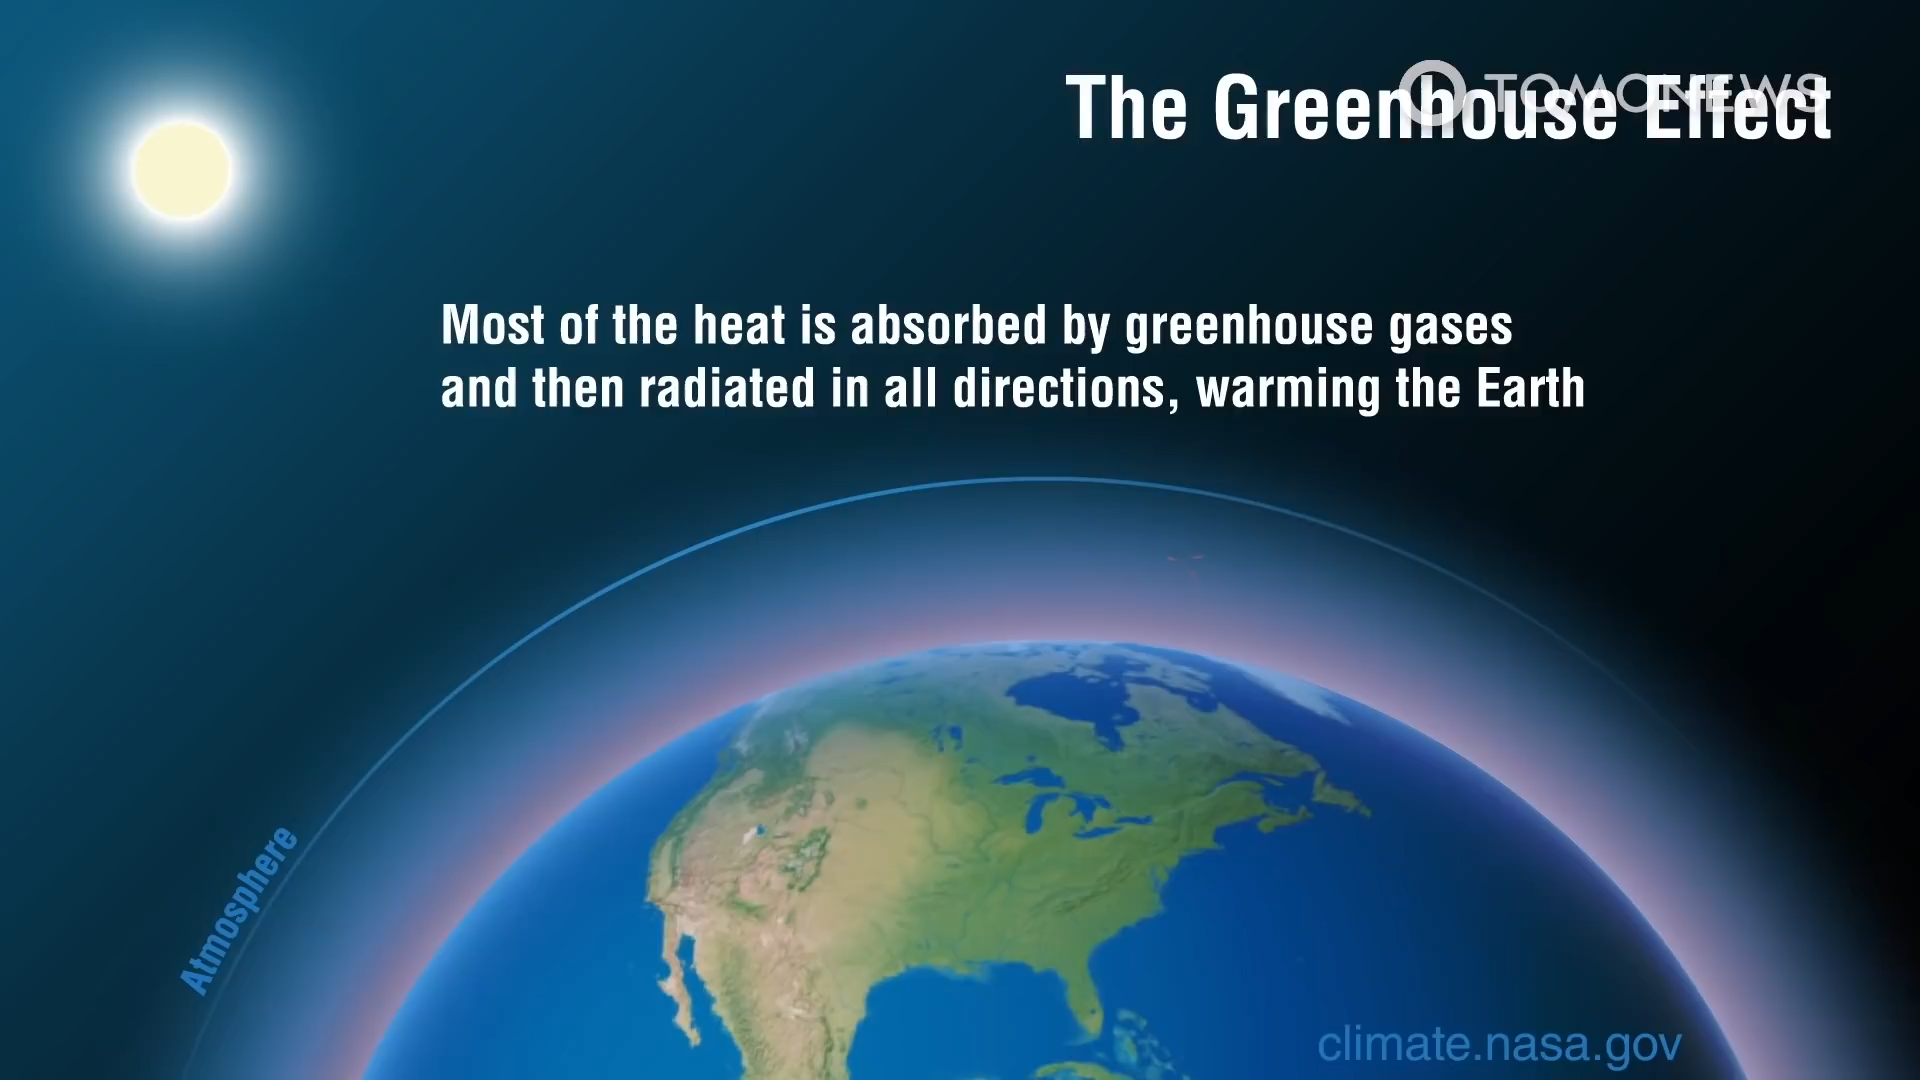 The Greenhouse Effect
TOMONEWS
Most of the heat is absorbed by greenhouse gases
and then radiated in all directions, warming the Earth
Atmosphere
climate.nasa.gov